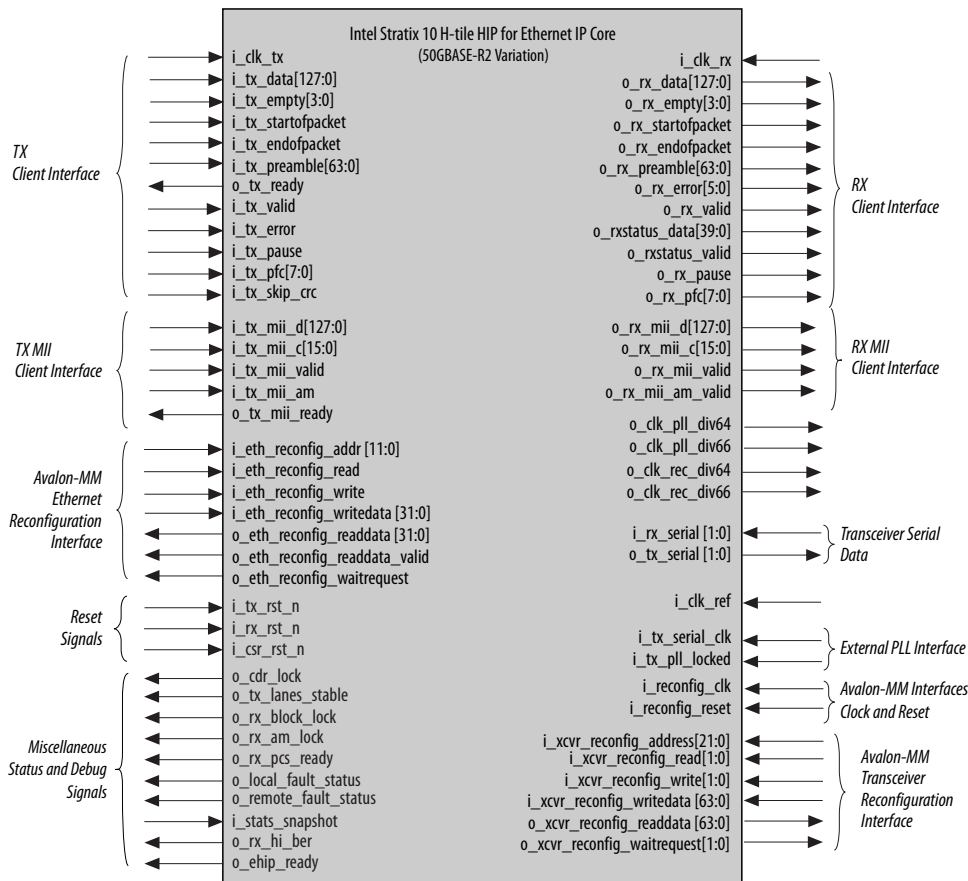 Intel Stratix 10 H-tile HIP for Ethernet IP Core
(50GBASE-R2 Variation)
TX
Client Interface
i_clk_tx
i_tx_data[127:0]
i_tx_empty[3:0]
i_tx_startofpacket
i_tx_endofpacket
i_tx_preamble[63:0]
o_tx_ready
i_tx_valid
i_tx_error
i_tx_pause
i_tx_pfc[7:0]
i_tx_skip_crc
TX MII
Client Interface
i_tx_mii_d[127:0]
i_tx_mii_c[15:0]
i_tx_mii_valid
i_tx_mii_am
o_tx_mii_ready
Avalon-MM
Ethernet
Reconfiguration
Interface
i_eth_reconfig_addr [11:0]
i_eth_reconfig_read
i_eth_reconfig_write
i_eth_reconfig_writedata [31:0]
o_eth_reconfig_readdata [31:0]
o_eth_reconfig_readdata_valid
o_eth_reconfig_waitrequest
Reset
Signals
i_tx_rst_n
i_rx_rst_n
i_csr_rst_n
Miscellaneous
Status and Debug
Signals
o_cdr_lock
o_tx_lanes_stable
o_rx_block_lock
o_rx_am_lock
o_rx_pcs_ready
o_local_fault_status
o_remote_fault_status
i_stats_snapshot
o_rx_hi_ber
o_ehip_ready
i_clk_rx
o_rx_data[127:0]
o_rx_empty[3:0]
o_rx_startofpacket
o_rx_endofpacket
o_rx_preamble[63:0]
o_rx_error[5:0]
o_rx_valid
o_rxstatus_data[39:0]
o_rxstatus_valid
o_rx_pause
o_rx_pfc[7:0]
RX
Client Interface
o_rx_mii_d[127:0]
o_rx_mii_c[15:0]
o_rx_mii_valid
o_rx_mii_am_valid
RX MII
Client Interface
o_clk_pll_div64
o_clk_pll_div66
o_clk_rec_div64
o_clk_rec_div66
i_rx_serial [1:0]
o_tx_serial [1:0]
Transceiver Serial
Data
i_clk_ref
i_tx_serial_clk
i_tx_pll_locked
External PLL Interface
i_reconfig_clk
i_reconfig_reset
Avalon-MM Interfaces
Clock and Reset
i_xcvr_reconfig_address[21:0]
i_xcvr_reconfig_read[1:0]
i_xcvr_reconfig_write[1:0]
i_xcvr_reconfig_writedata [63:0]
o_xcvr_reconfig_readdata [63:0]
o_xcvr_reconfig_waitrequest[1:0]
Avalon-MM
Transceiver
Reconfiguration
Interface